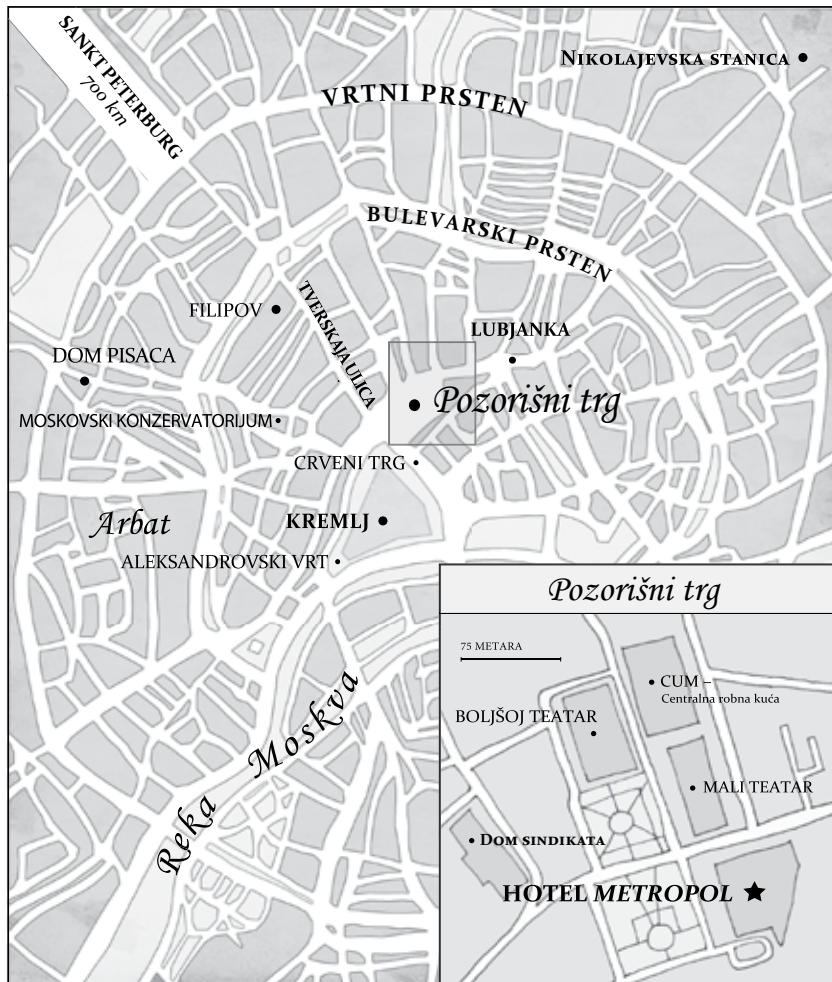 SANKT PETERBURG
700 km
NIKOLAJEVSKA STANICA
VRTNI PRSTEN
BULEVARSKI PRSTEN
FILIPOV
TVERSKAJA ULICA
LUBJANKA
DOM PISACA
Pozorišni trg
MOSKOVSKI KONZERVATORIJUM
CRVENI TRG
Arbat
KREMLJ
ALEKSANDROVSKI VRT
Reka Moskva
Pozorišni trg
75 METARA
CUM –
Centralna robna kuća
BOLJŠOJ TEATAR
MALI TEATAR
DOM SINDIKATA
HOTEL METROPOL